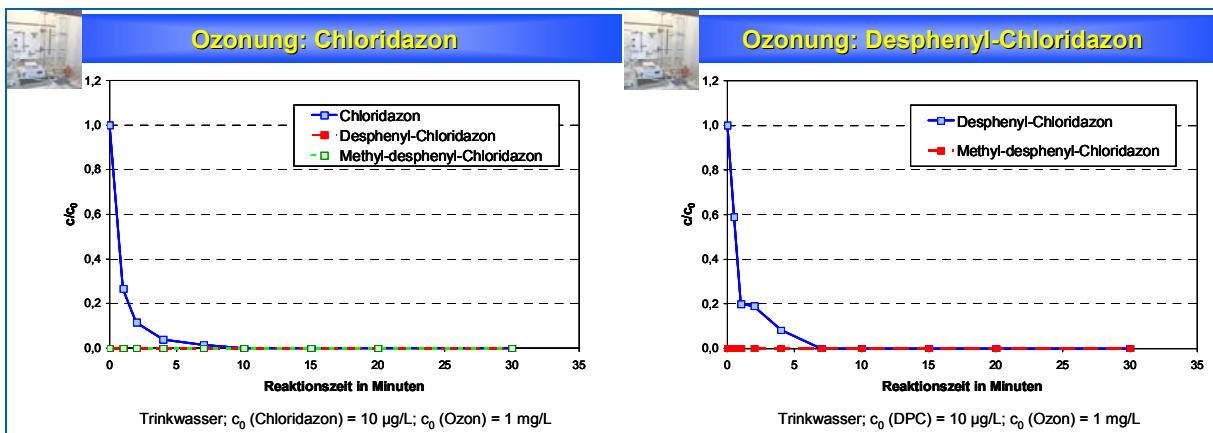 Ozonung: Chloridazon
1,2
1,0
0,8
0,6
0,4
0,2
0,0
c/c₀
Chloridazon
Desphenyl-Chloridazon
Methyl-desphenyl-Chloridazon
0 5 10 15 20 25 30 35
Reaktionszeit in Minuten
Trinkwasser; c₀ (Chloridazon) = 10 µg/L; c₀ (Ozon) = 1 mg/L
Ozonung: Desphenyl-Chloridazon
1,2
1,0
0,8
0,6
0,4
0,2
0,0
c/c₀
Desphenyl-Chloridazon
Methyl-desphenyl-Chloridazon
0 5 10 15 20 25 30 35
Reaktionszeit in Minuten
Trinkwasser; c₀ (DPC) = 10 µg/L; c₀ (Ozon) = 1 mg/L